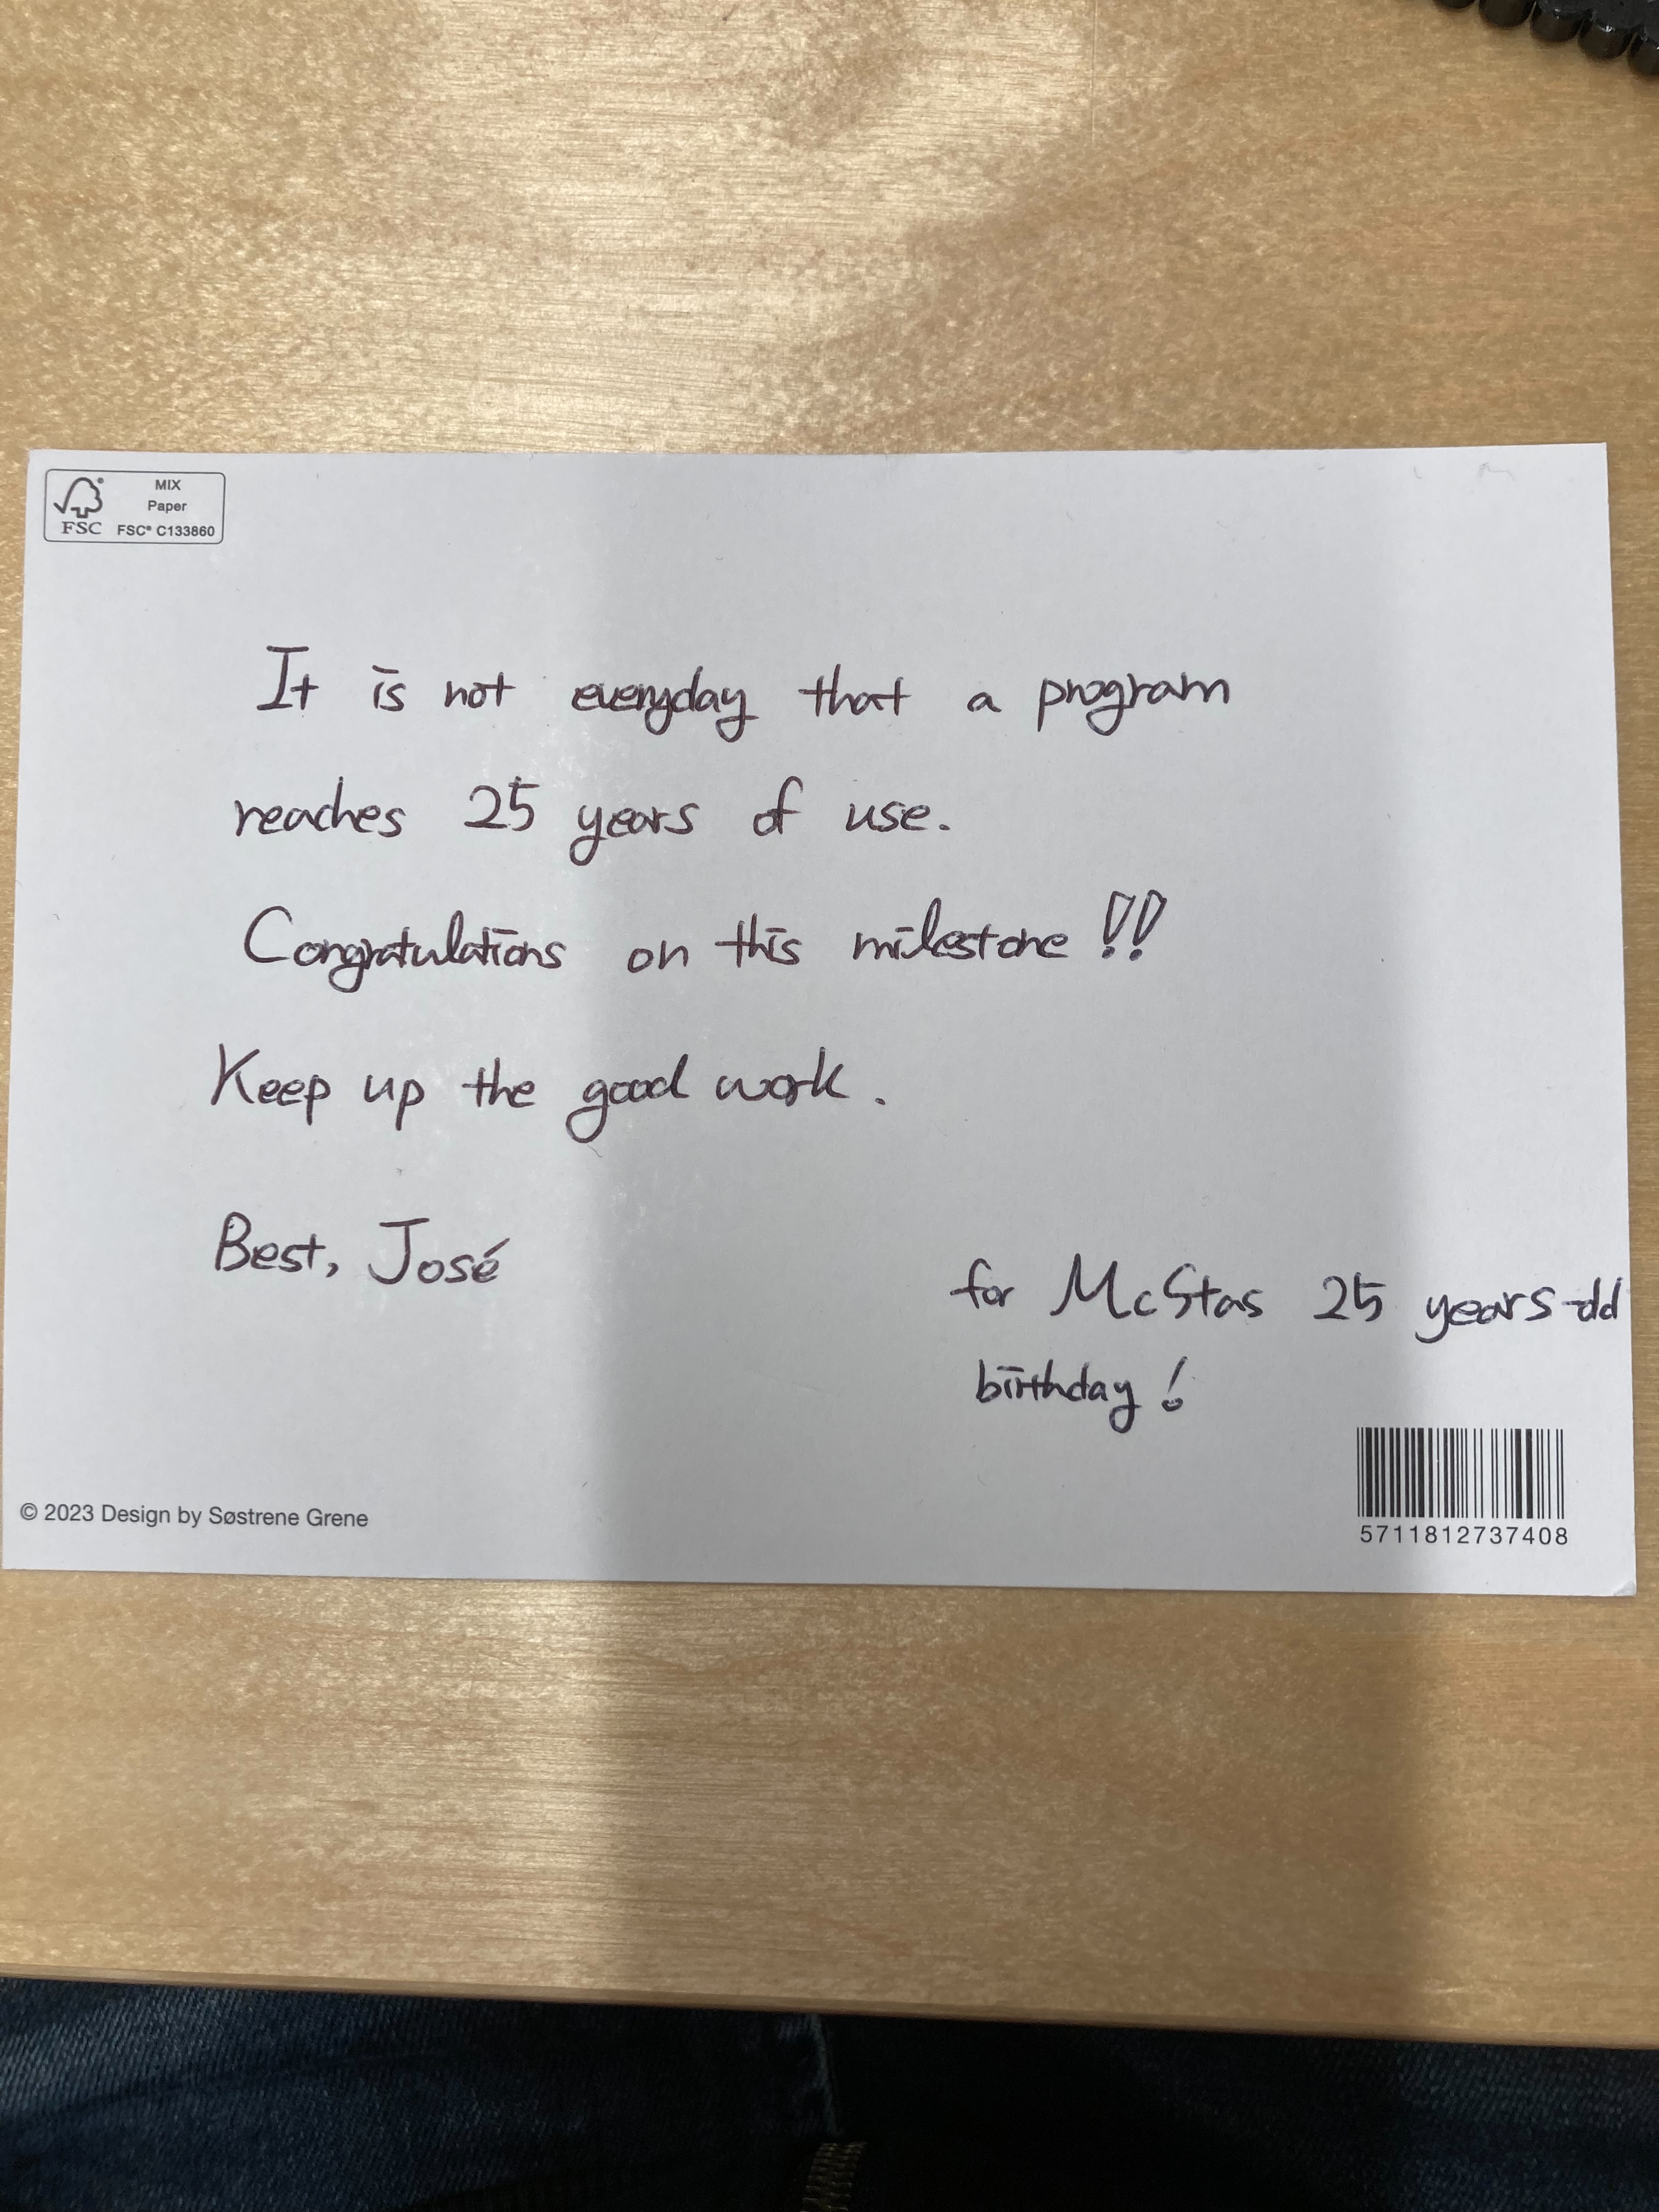 MIX
Paper
FSC® C133860
FSC
It is not everyday that a program
reaches 25 years of use.
Congratulations on this milestone!!
Keep up the good work.
Best, José
for McStas 25 years-old
birthday!
© 2023 Design by Søstrene Grene
5711812737408